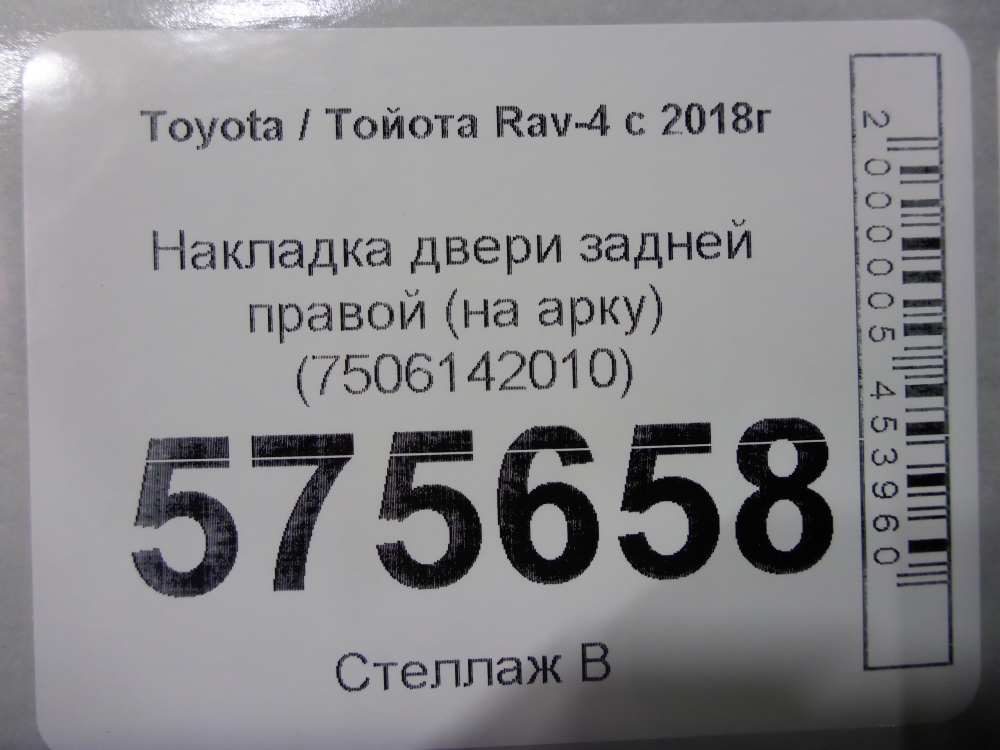 Toyota / Тойота Rav-4 с 2018г
Накладка двери задней
правой (на арку)
(7506142010)
575658
Стеллаж В
2000005453960